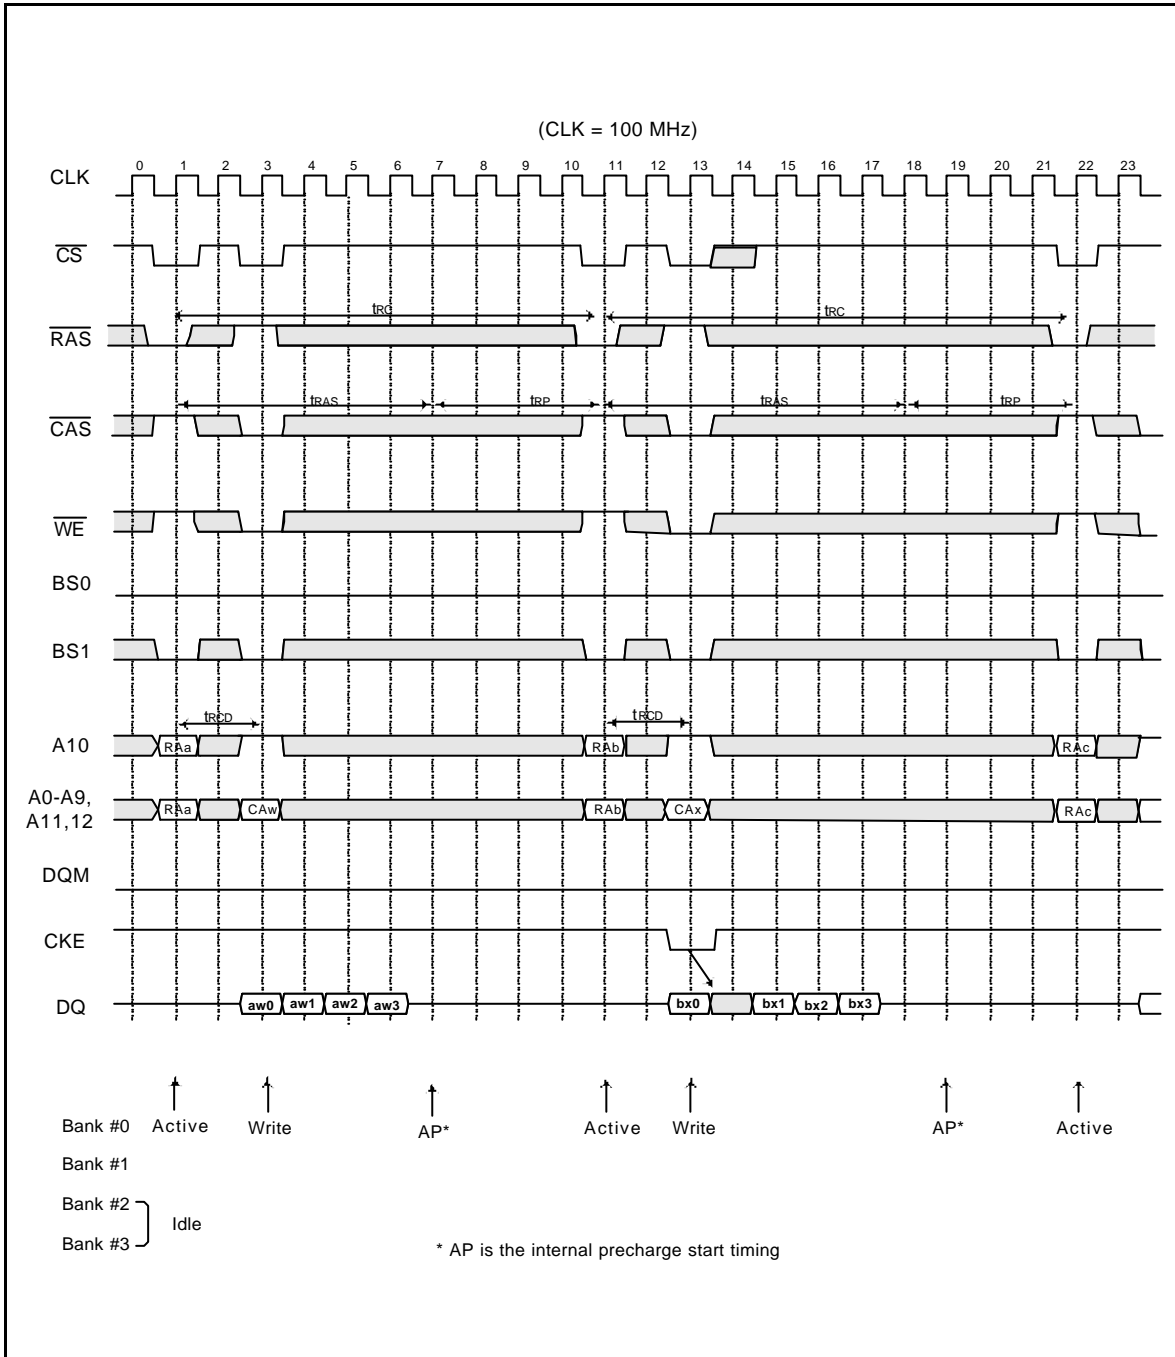 (CLK = 100 MHz)
0 1 2 3 4 5 6 7 8 9 10 11 12 13 14 15 16 17 18 19 20 21 22 23
CLK
CS
tRC tRC
RAS
tRAS tRP tRAS tRP
CAS
WE
BS0
BS1
tRCD tRCD
A10 RAa RAb RAc
A0-A9,
A11,12
RAa CAw RAb CAx RAc
DQM
CKE
DQ aw0 aw1 aw2 aw3 bx0 bx1 bx2 bx3
Bank #0 Active Write AP* Active Write AP* Active
Bank #1
Bank #2
Idle
Bank #3
* AP is the internal precharge start timing